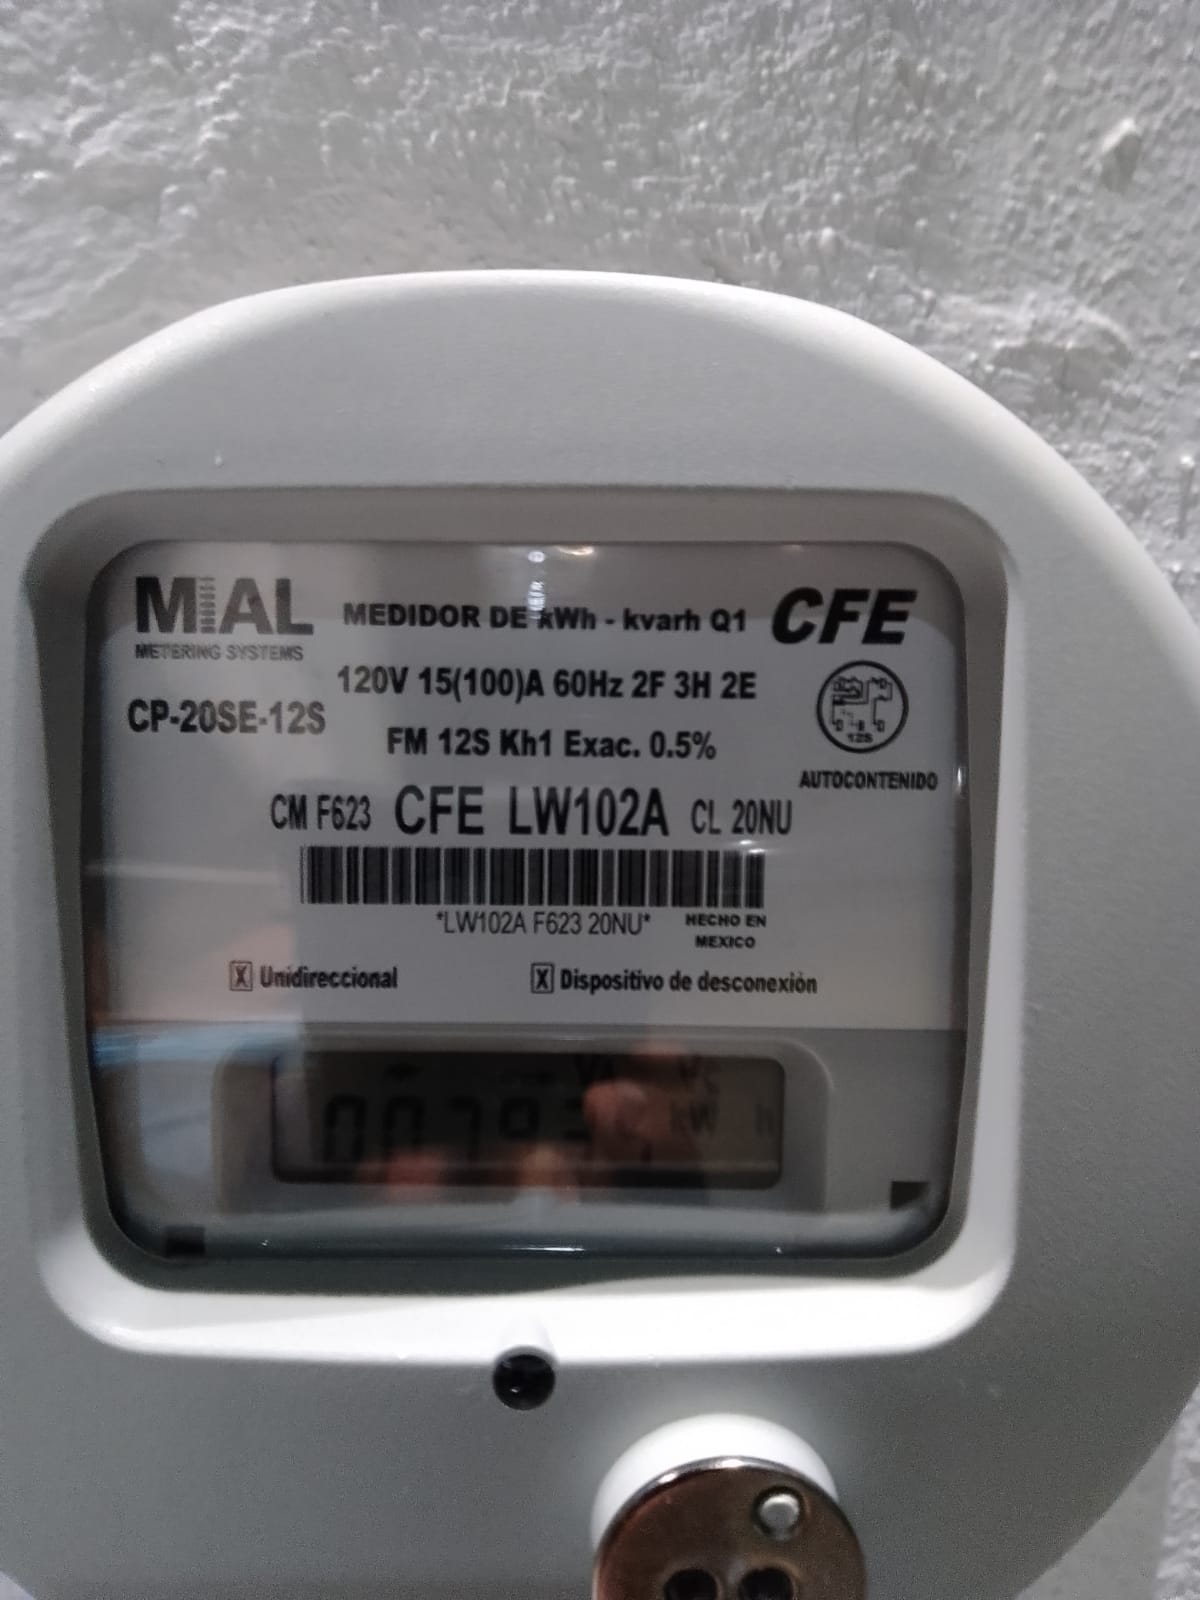 MIAL
METERING SYSTEMS
MEDIDOR DE kWh - kvarh Q1
CFE
120V 15(100)A 60Hz 2F 3H 2E
CP-20SE-12S
FM 12S Kh1 Exac. 0.5%
12S
AUTOCONTENIDO
CM F623 CFE LW102A CL 20NU
*LW102A F623 20NU*
HECHO EN
MEXICO
X Unidireccional
X Dispositivo de desconexión
kW h